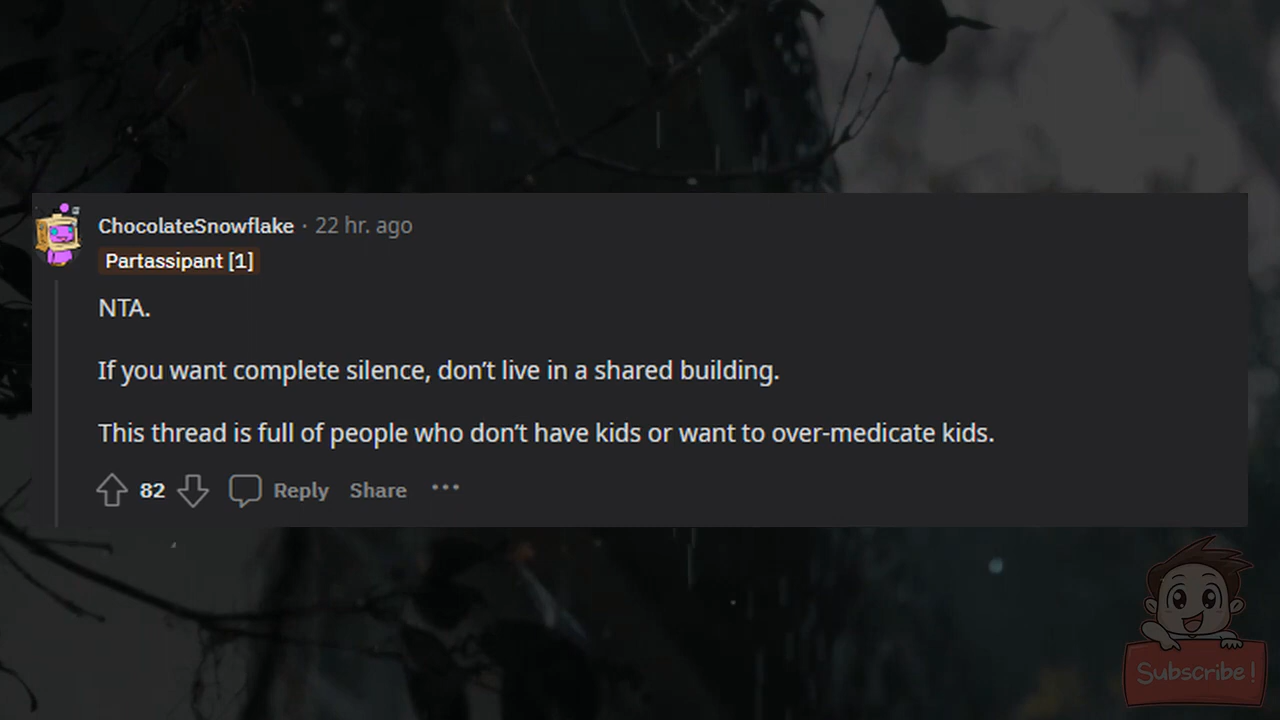 ChocolateSnowflake · 22 hr. ago
Partassipant [1]
NTA.
If you want complete silence, don’t live in a shared building.
This thread is full of people who don’t have kids or want to over-medicate kids.
82 Reply Share ···
Subscribe!